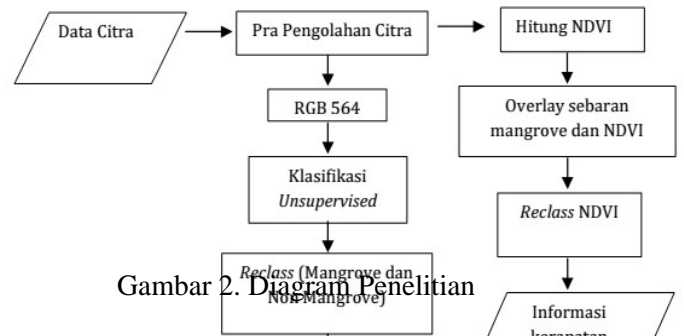 Data Citra
Pra Pengolahan Citra
Hitung NDVI
RGB 564
Overlay sebaran
mangrove dan NDVI
Klasifikasi
Unsupervised
Reclass NDVI
Reclass (Mangrove dan
Non Mangrove)
Gambar 2. Diagram Penelitian
Informasi
kerapatan